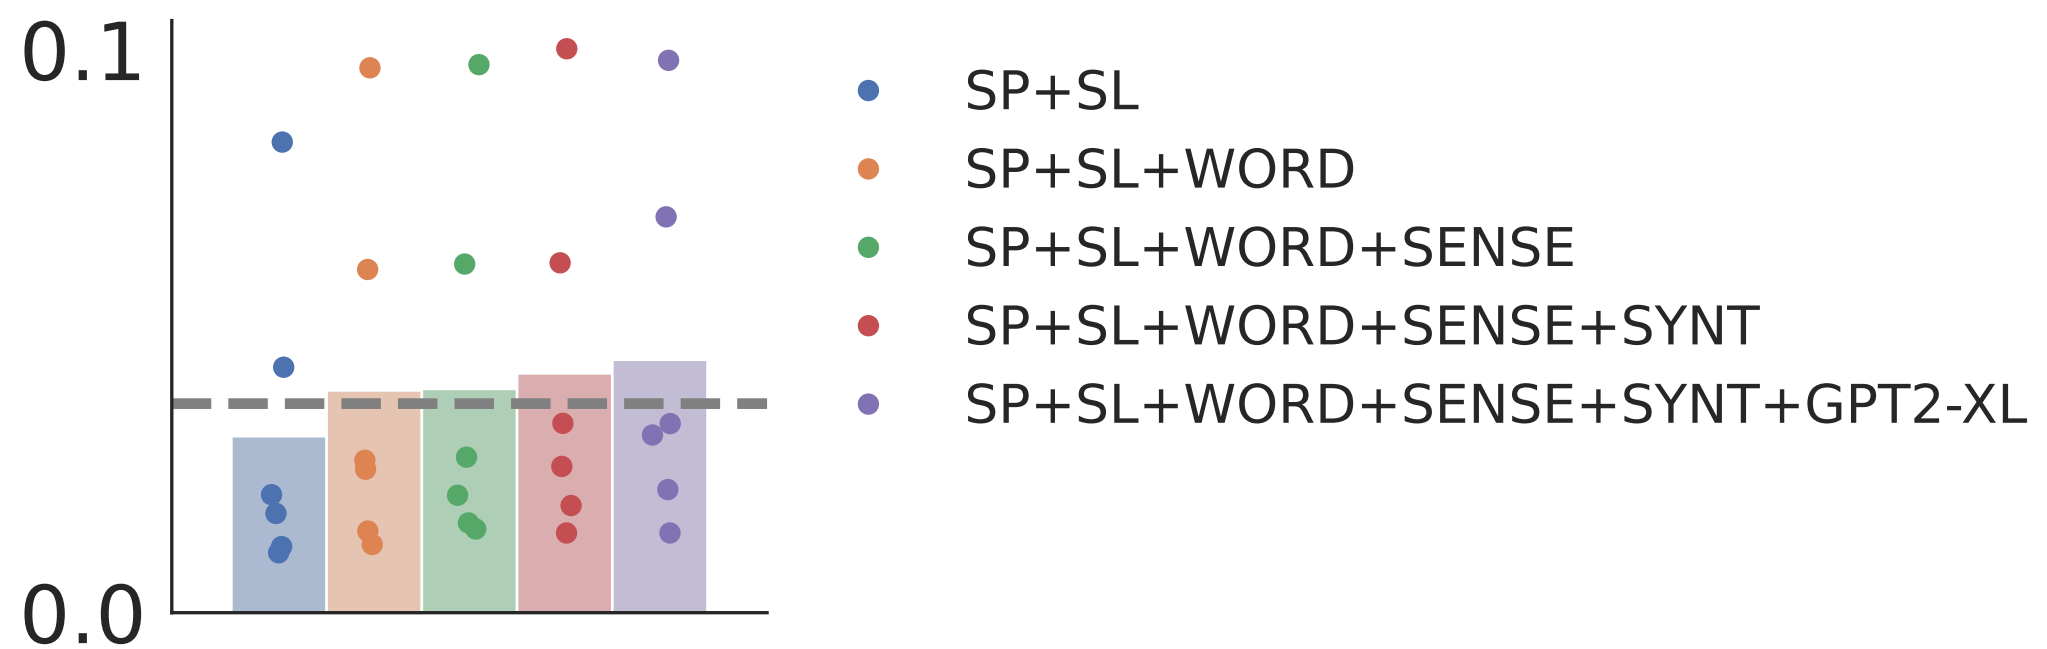 0.1
SP+SL
SP+SL+WORD
SP+SL+WORD+SENSE
SP+SL+WORD+SENSE+SYNT
SP+SL+WORD+SENSE+SYNT+GPT2-XL
0.0